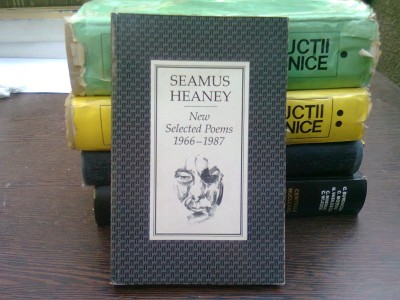 SEAMUS
HEANEY
New
Selected Poems
1966–1987
UCTII
NICE
UCTII
NICE